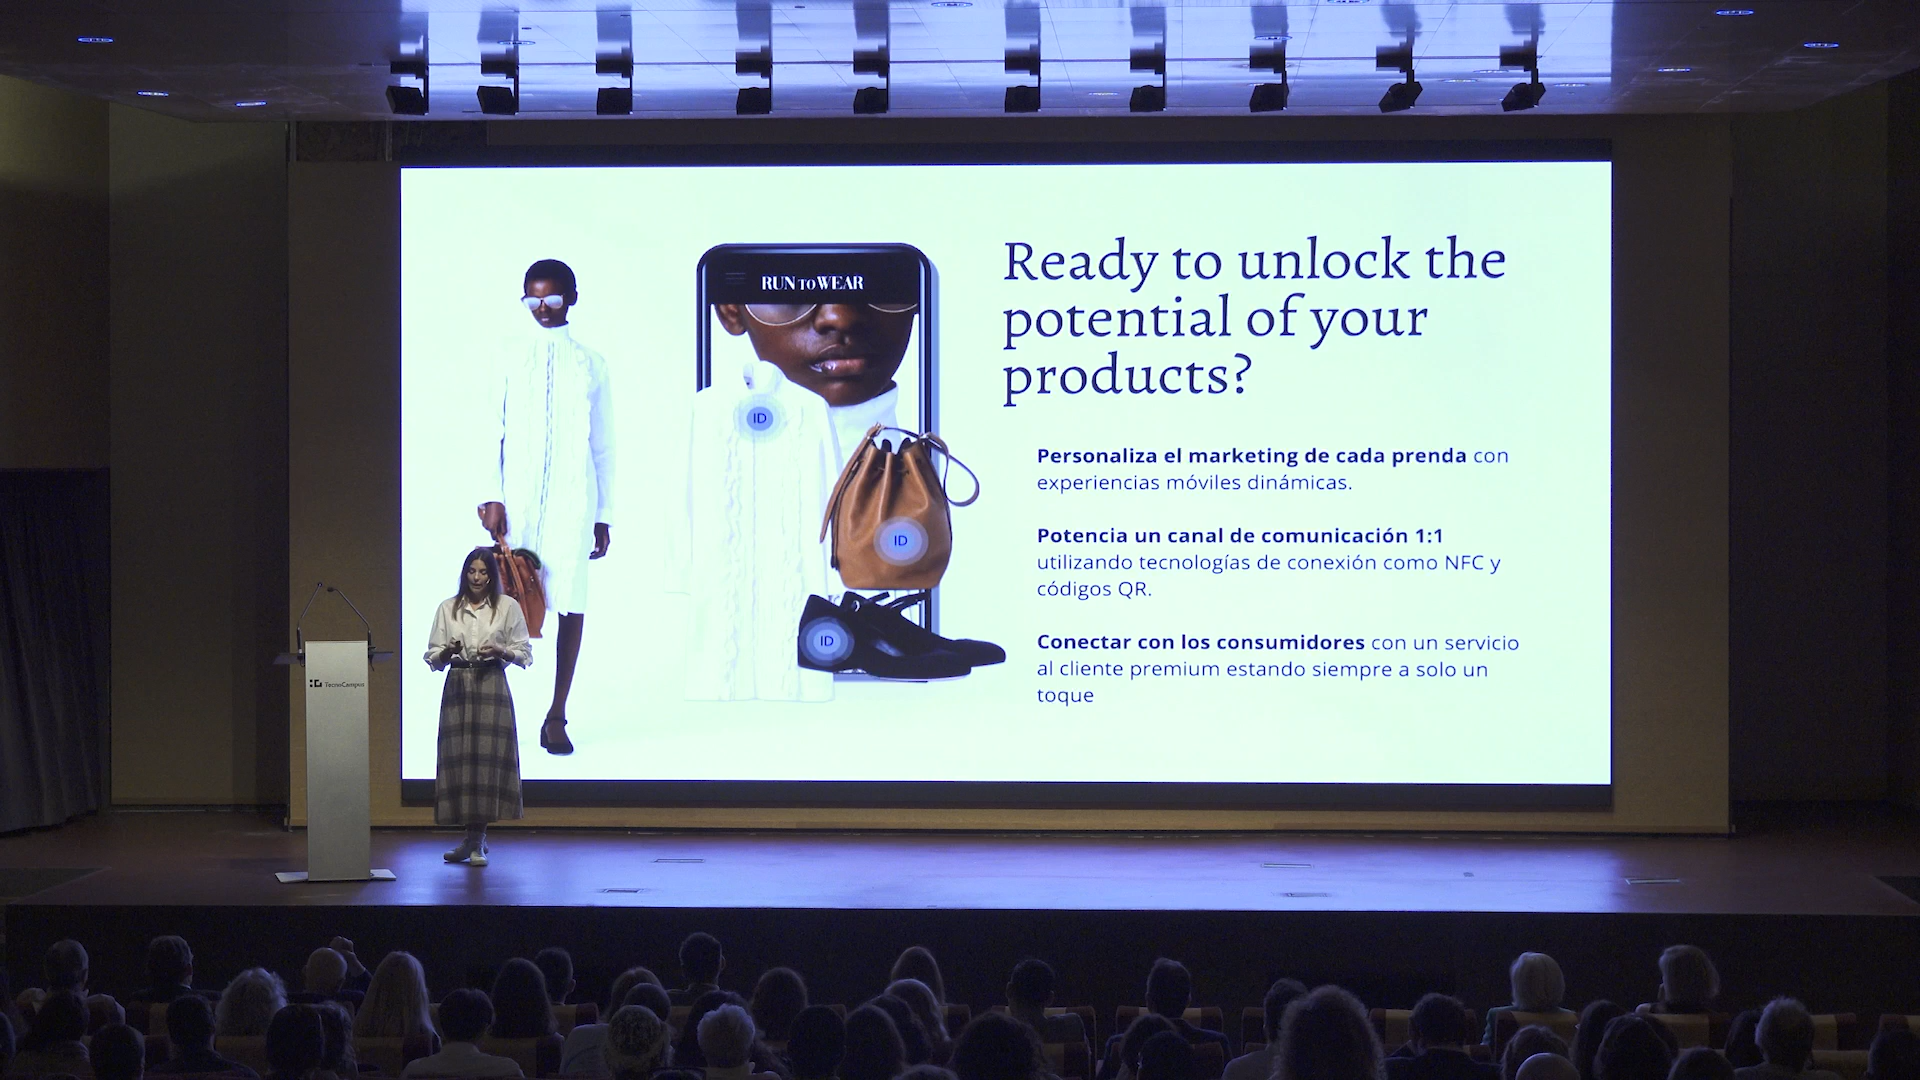 RUN TO WEAR
ID
ID
ID
Ready to unlock the
potential of your
products?
Personaliza el marketing de cada prenda con
experiencias móviles dinámicas.
Potencia un canal de comunicación 1:1
utilizando tecnologías de conexión como NFC y
códigos QR.
Conectar con los consumidores con un servicio
al cliente premium estando siempre a solo un
toque
TecnoCampus